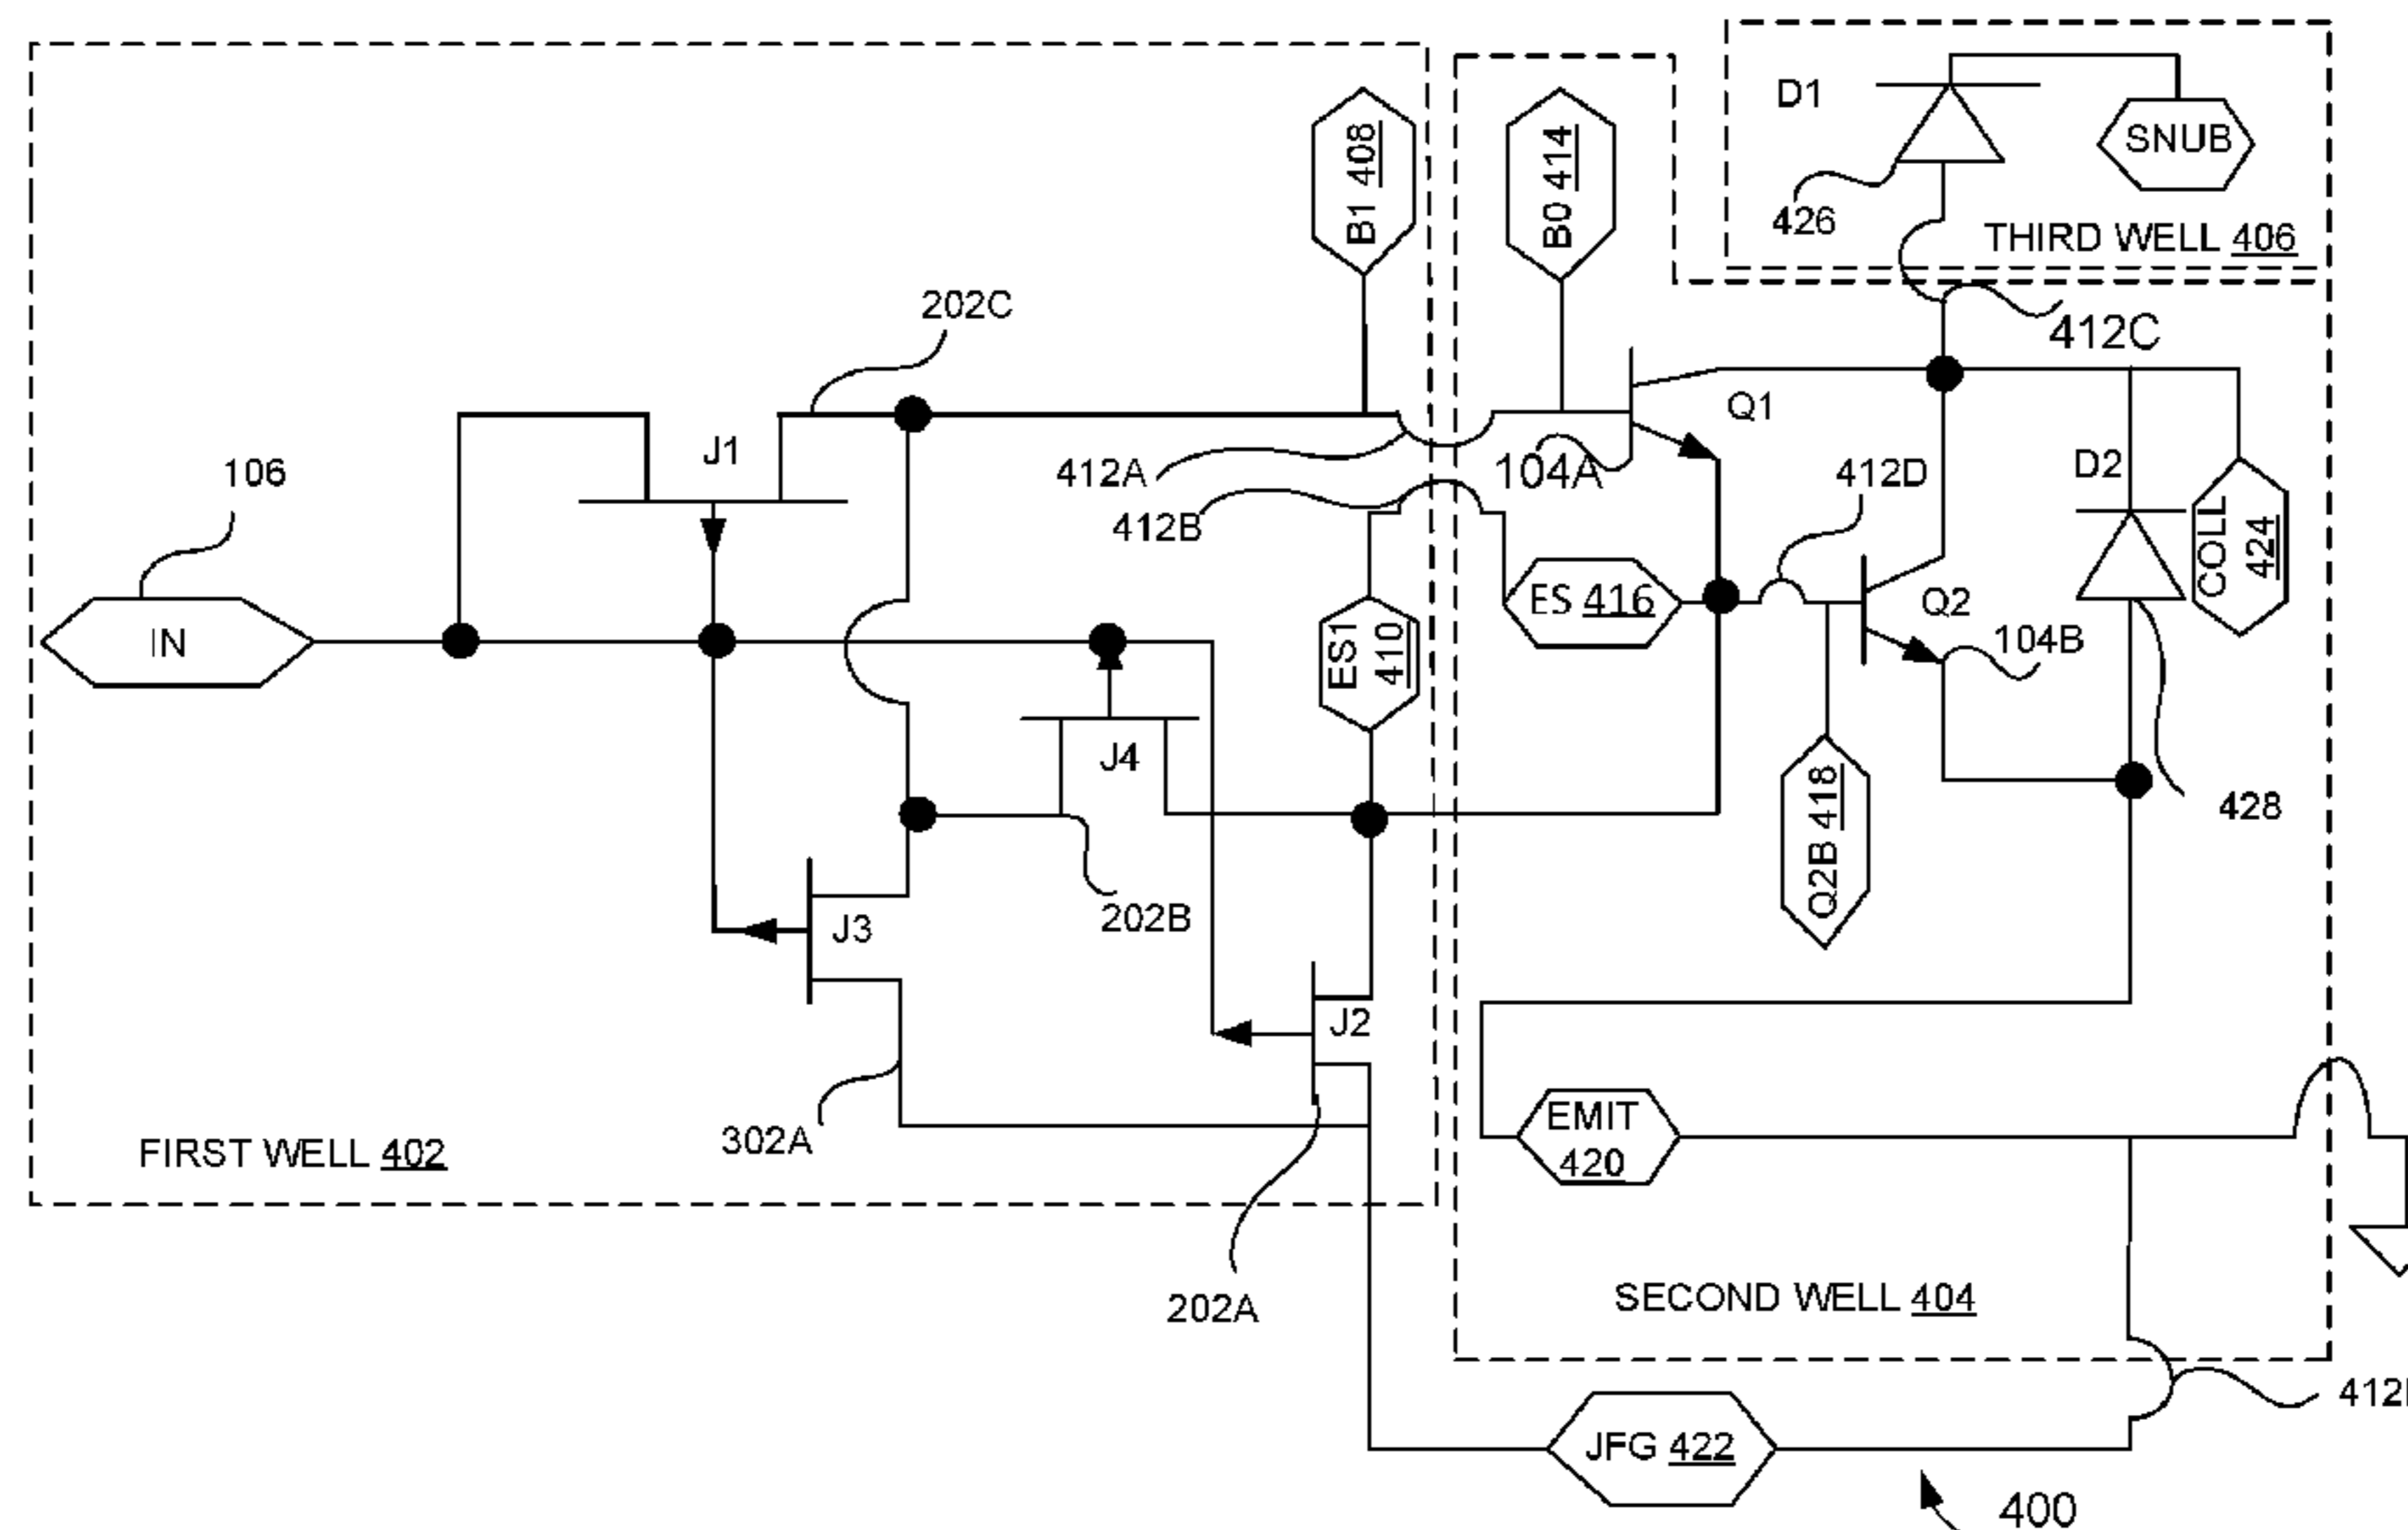 D1
SNUB
426
THIRD WELL 406
B1 408
B0 414
202C
412C
J1
Q1
106
412A
104A
412D
D2
COLL
424
412B
IN
ES1
410
ES 416
Q2
104B
J4
428
Q2B 418
202B
J3
J2
EMIT
420
302A
FIRST WELL 402
202A
SECOND WELL 404
JFG 422
400